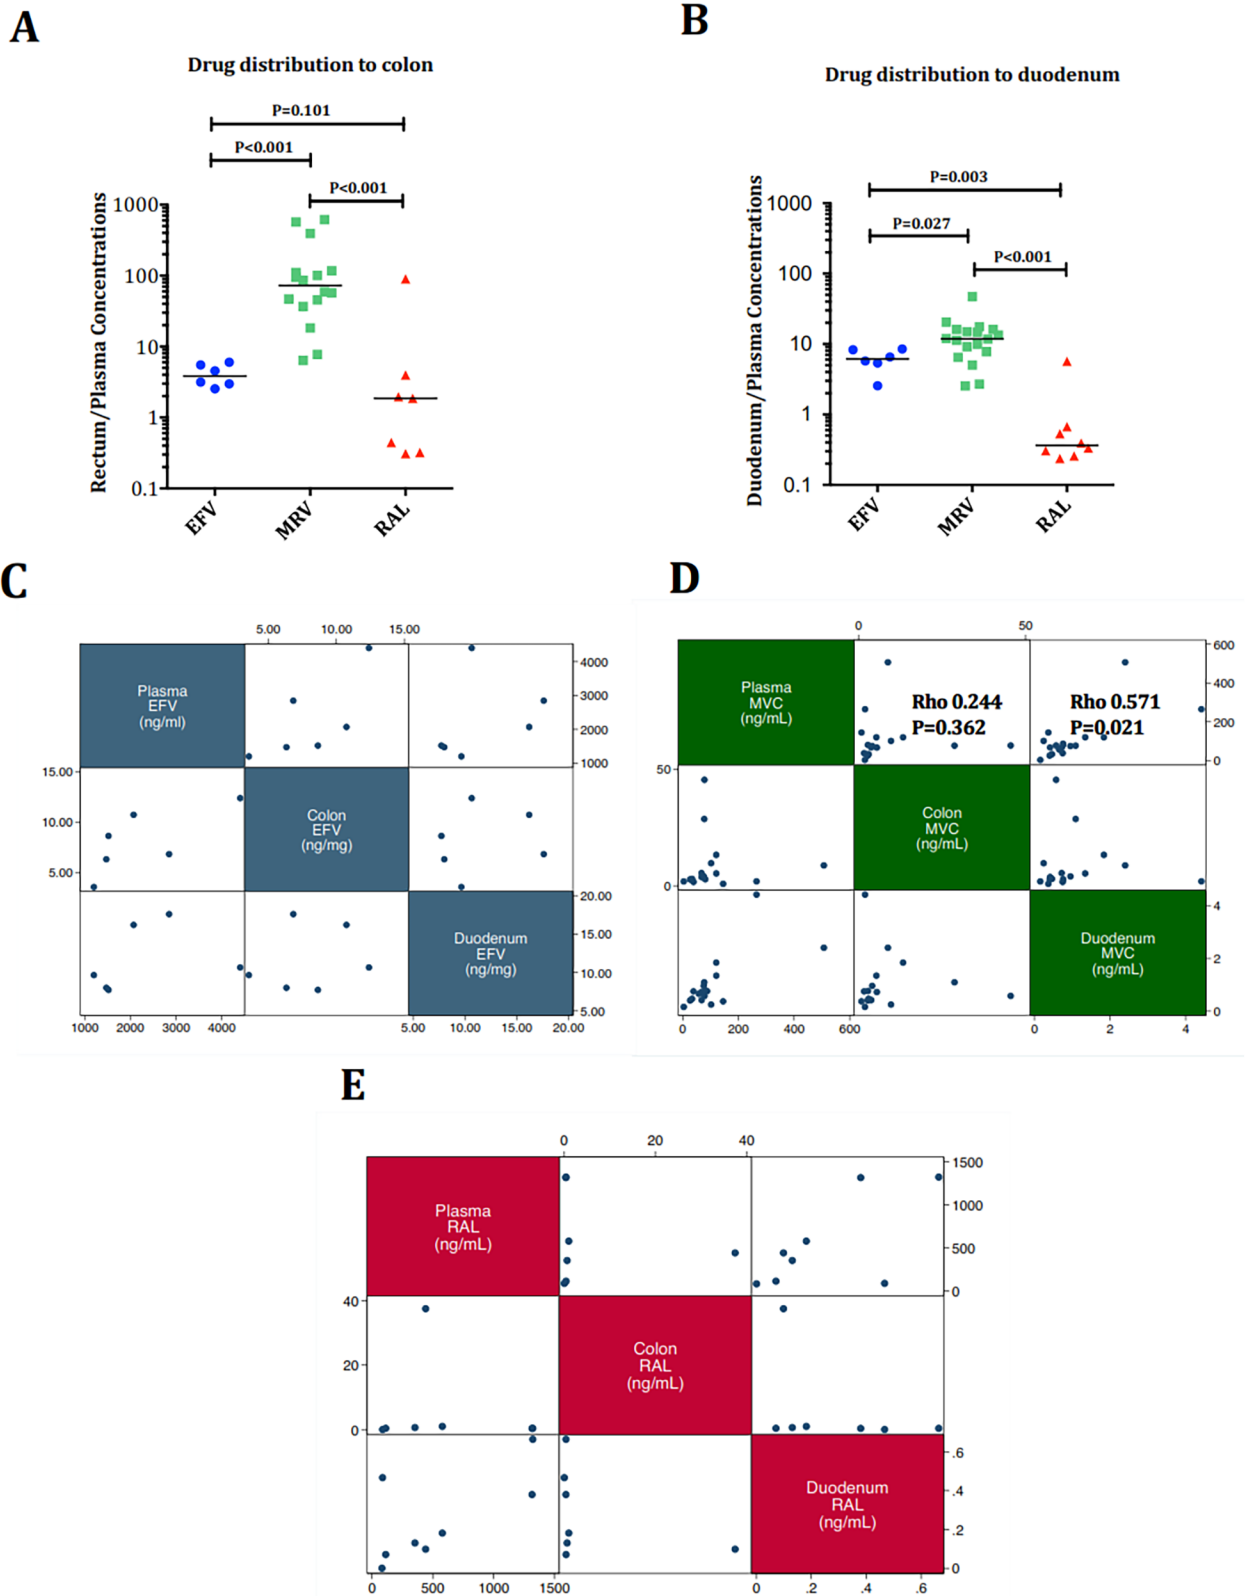 A
Drug distribution to colon
P=0.101
P<0.001
P<0.001
Rectum/Plasma Concentrations
1000
100
10
1
0.1
EFV
MRV
RAL
B
Drug distribution to duodenum
P=0.003
P=0.027
P<0.001
Duodenum/Plasma Concentrations
1000
100
10
1
0.1
EFV
MRV
RAL
C
5.00 10.00 15.00
Plasma
EFV
(ng/ml)
4000
3000
2000
1000
15.00
10.00
5.00
Colon
EFV
(ng/mg)
Duodenum
EFV
(ng/mg)
20.00
15.00
10.00
5.00
1000 2000 3000 4000
5.00 10.00 15.00 20.00
D
0 50
Plasma
MVC
(ng/mL)
Rho 0.244
P=0.362
Rho 0.571
P=0.021
600
400
200
0
50
0
Colon
MVC
(ng/mL)
Duodenum
MVC
(ng/mL)
4
2
0
0 200 400 600
0 2 4
E
0 20 40
Plasma
RAL
(ng/mL)
1500
1000
500
0
40
20
0
Colon
RAL
(ng/mL)
Duodenum
RAL
(ng/mL)
.6
.4
.2
0
0 500 1000 1500
0 .2 .4 .6